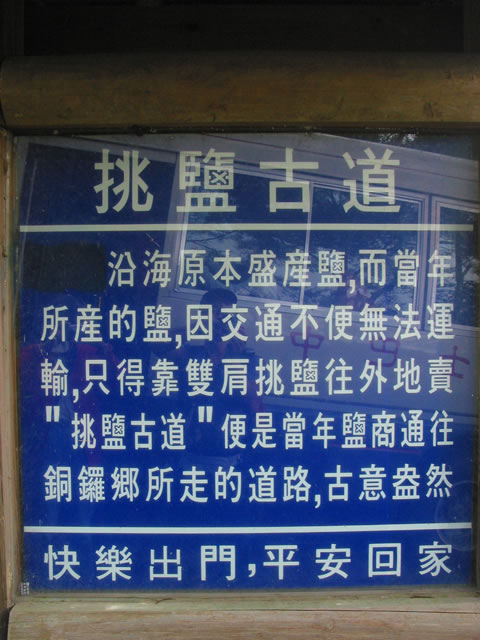 挑鹽古道
沿海原本盛産鹽,而當年
所産的鹽,因交通不便無法運
輸,只得靠雙肩挑鹽往外地賣
"挑鹽古道"便是當年鹽商通往
銅鑼鄉所走的道路,古意盎然
快樂出門,平安回家